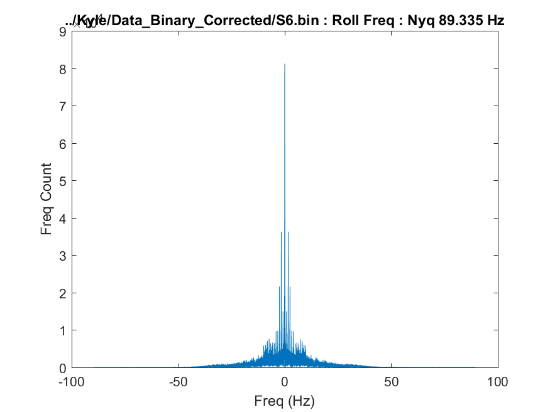 ../Kyle/Data_Binary_Corrected/S6.bin : Roll Freq : Nyq 89.335 Hz
9
8
7
6
5
4
3
2
1
0
Freq Count
-100 -50 0 50 100
Freq (Hz)